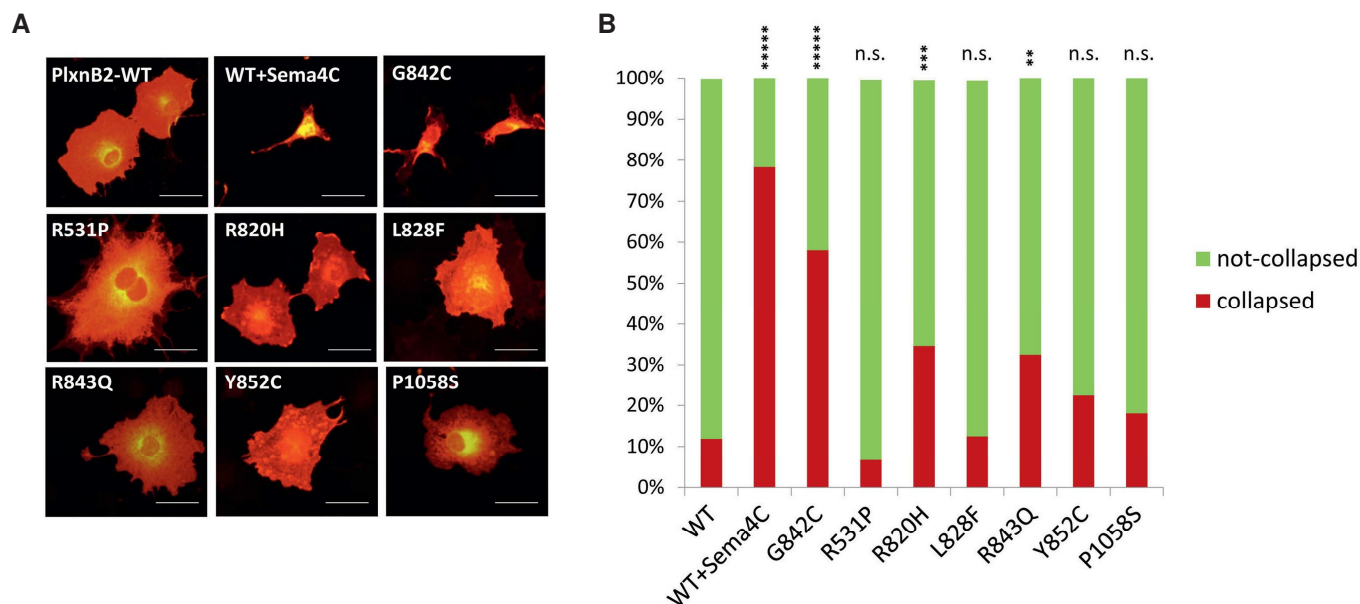 A
PlxnB2-WT
WT+Sema4C
G842C
R531P
R820H
L828F
R843Q
Y852C
P1058S
B
*****
*****
n.s.
***
n.s.
**
n.s.
n.s.
100%
90%
80%
70%
60%
50%
40%
30%
20%
10%
0%
WT
WT+Sema4C
G842C
R531P
R820H
L828F
R843Q
Y852C
P1058S
not-collapsed
collapsed